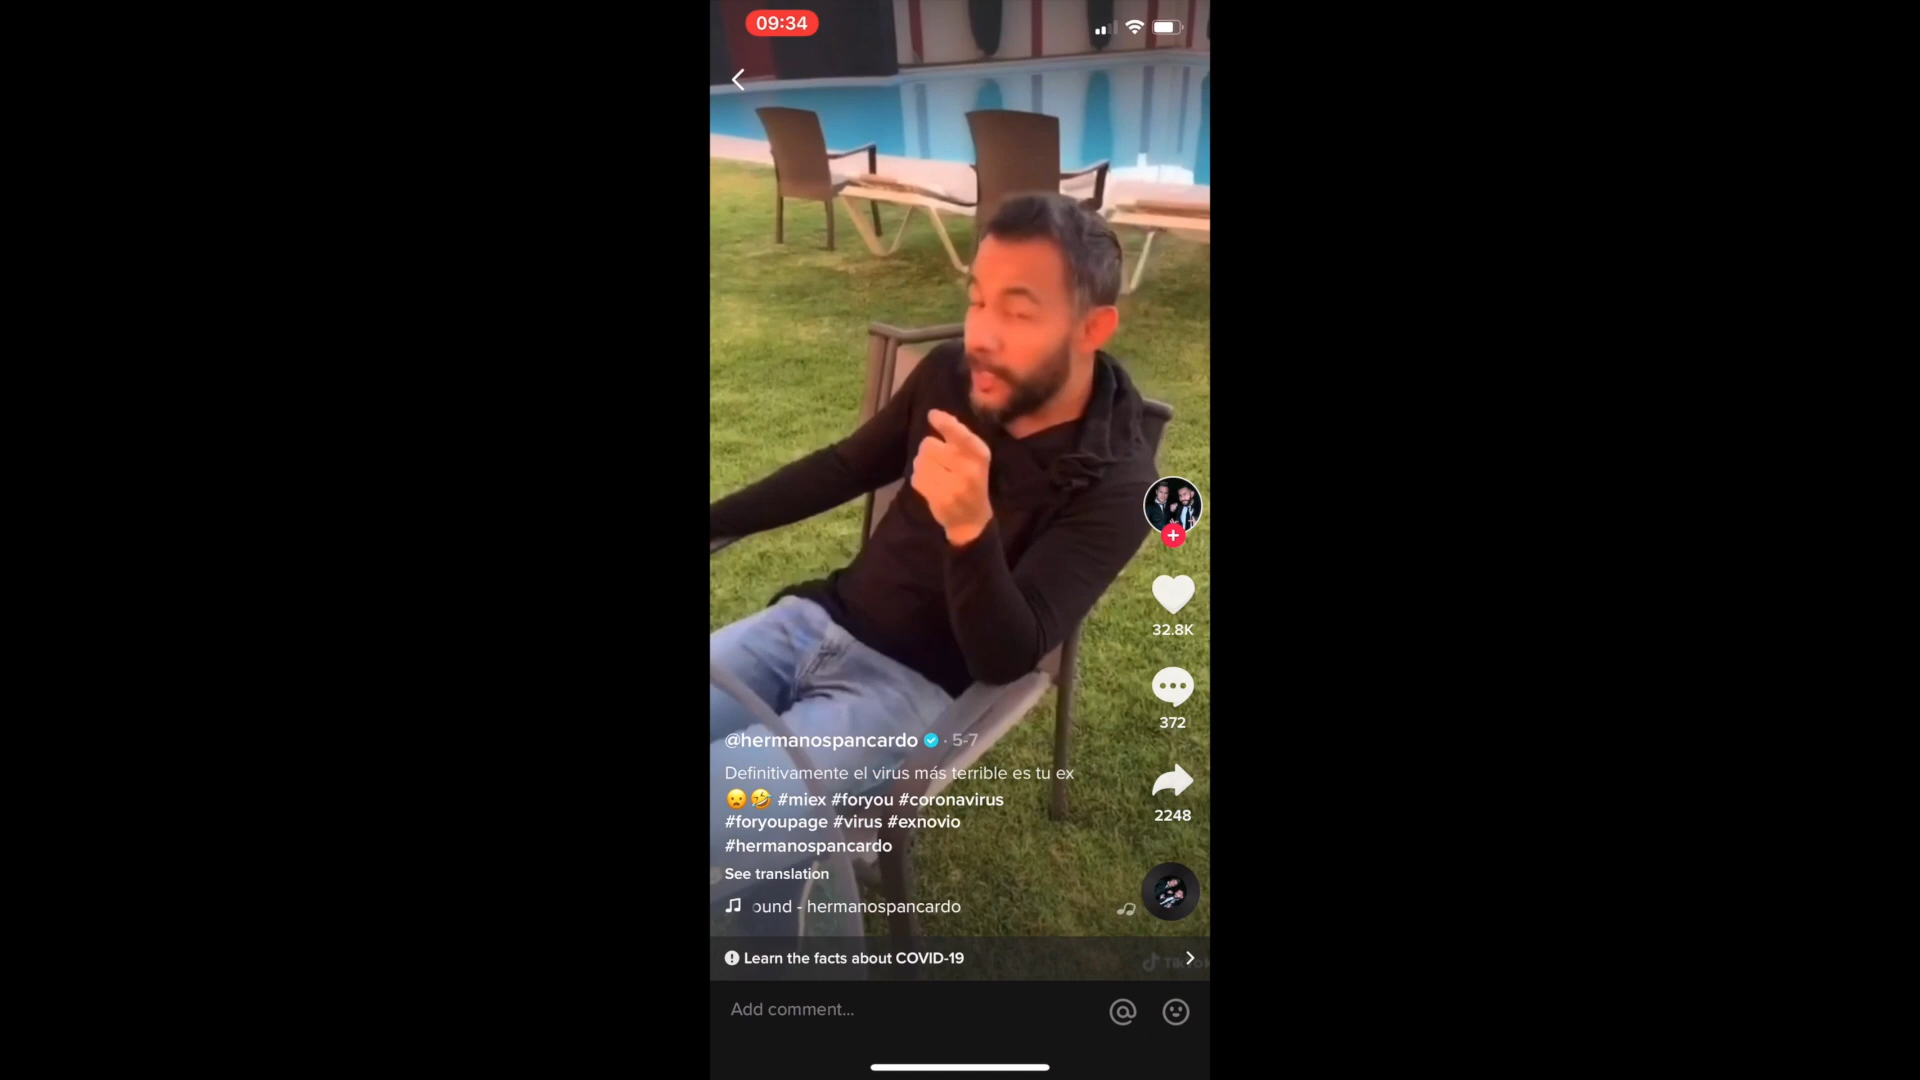 09:34
@hermanospancardo · 5-7
Definitivamente el virus más terrible es tu ex
😦🤣 #miex #foryou #coronavirus
#foryoupage #virus #exnovio
#hermanospancardo
See translation
ound - hermanospancardo
32.8K
372
2248
Learn the facts about COVID-19
TikTok
Add comment...